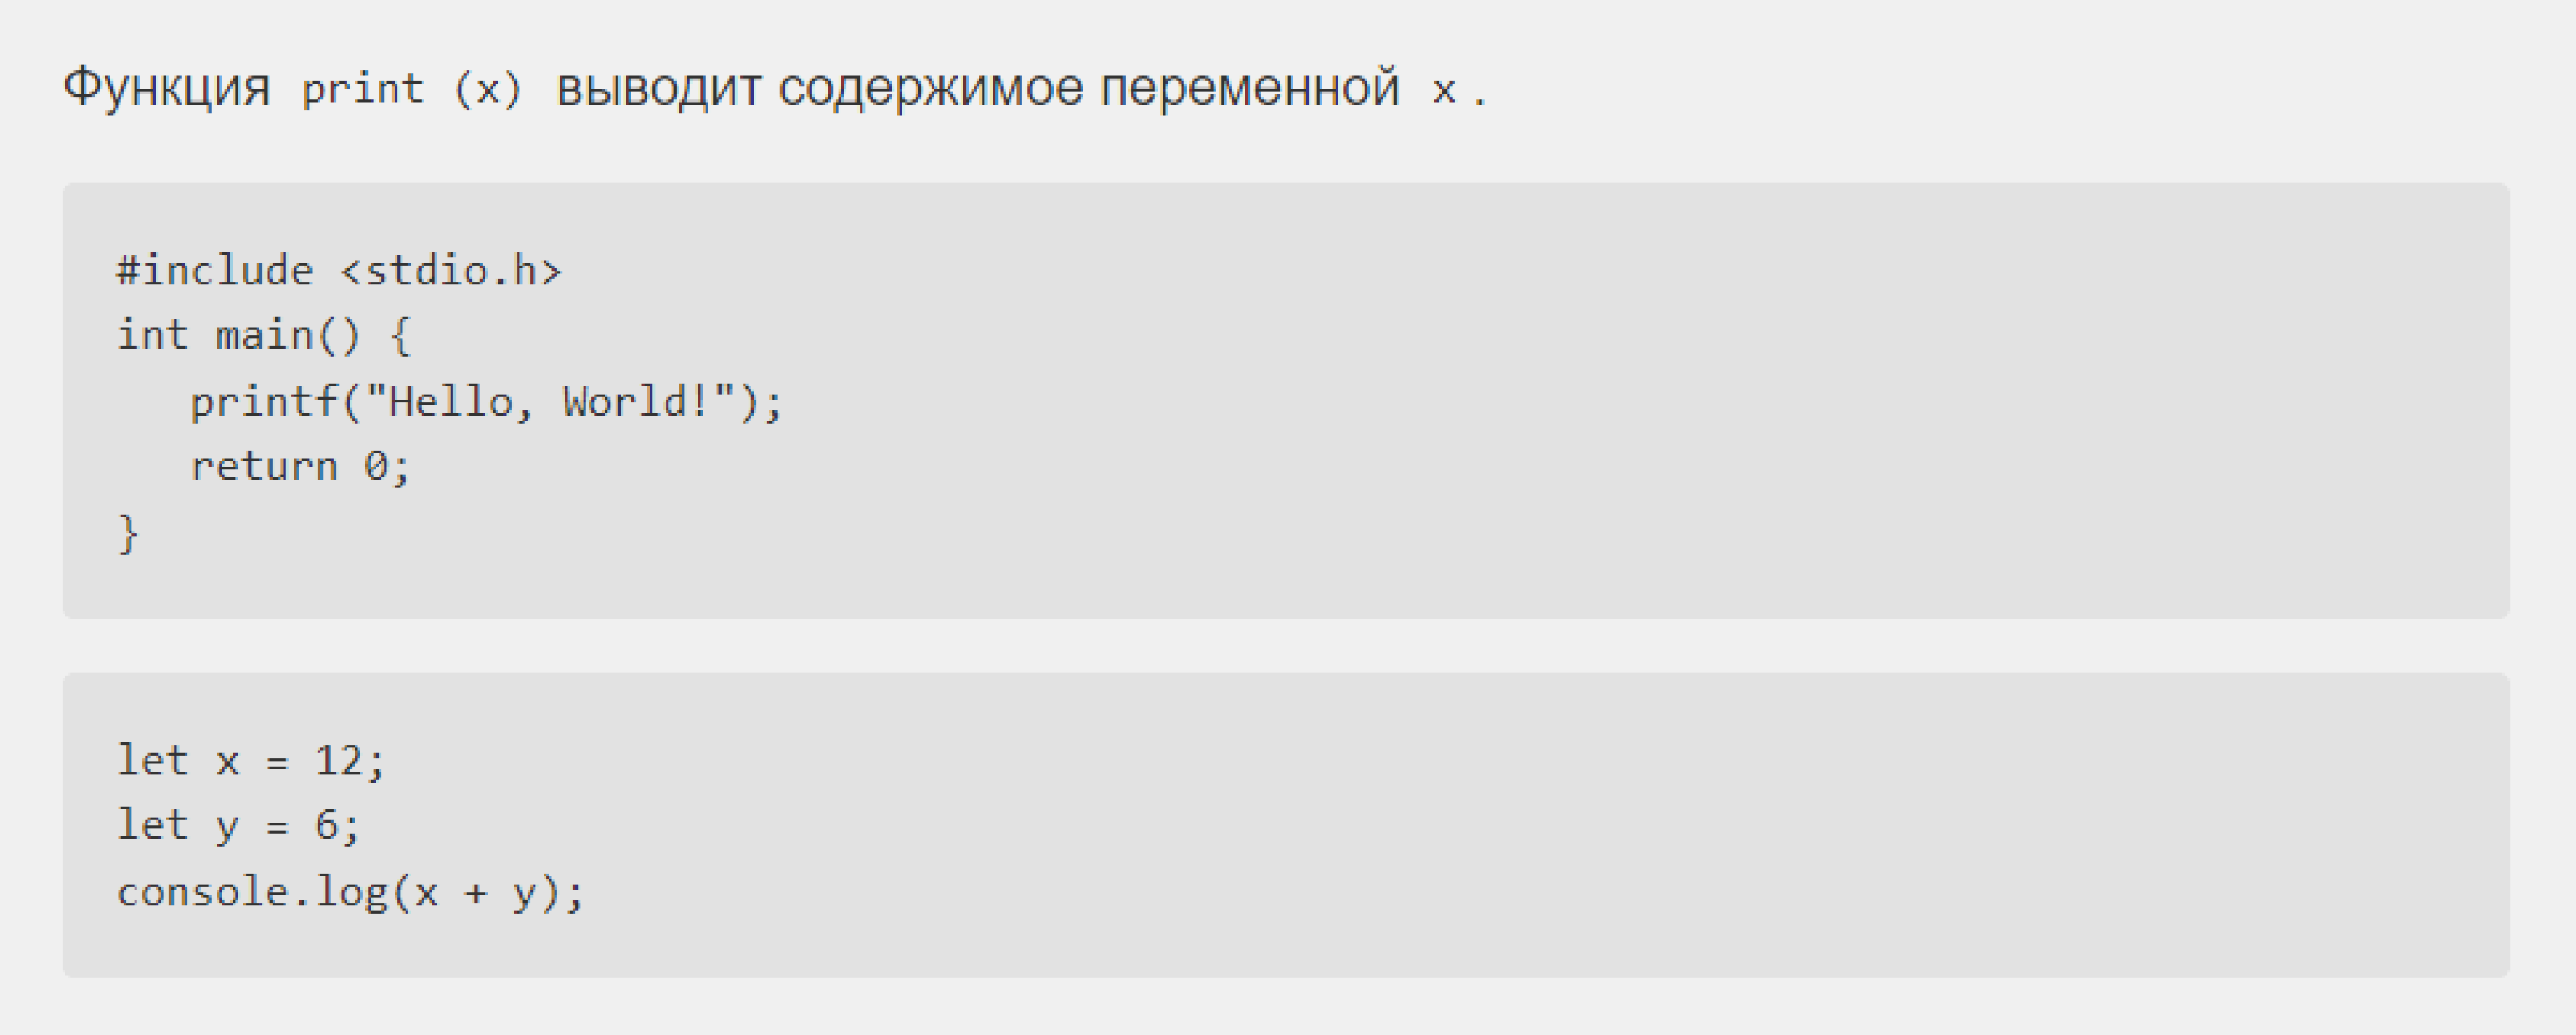 Функция print (x) выводит содержимое переменной x.
#include <stdio.h>
int main() {
   printf("Hello, World!");
   return 0;
}
let x = 12;
let y = 6;
console.log(x + y);